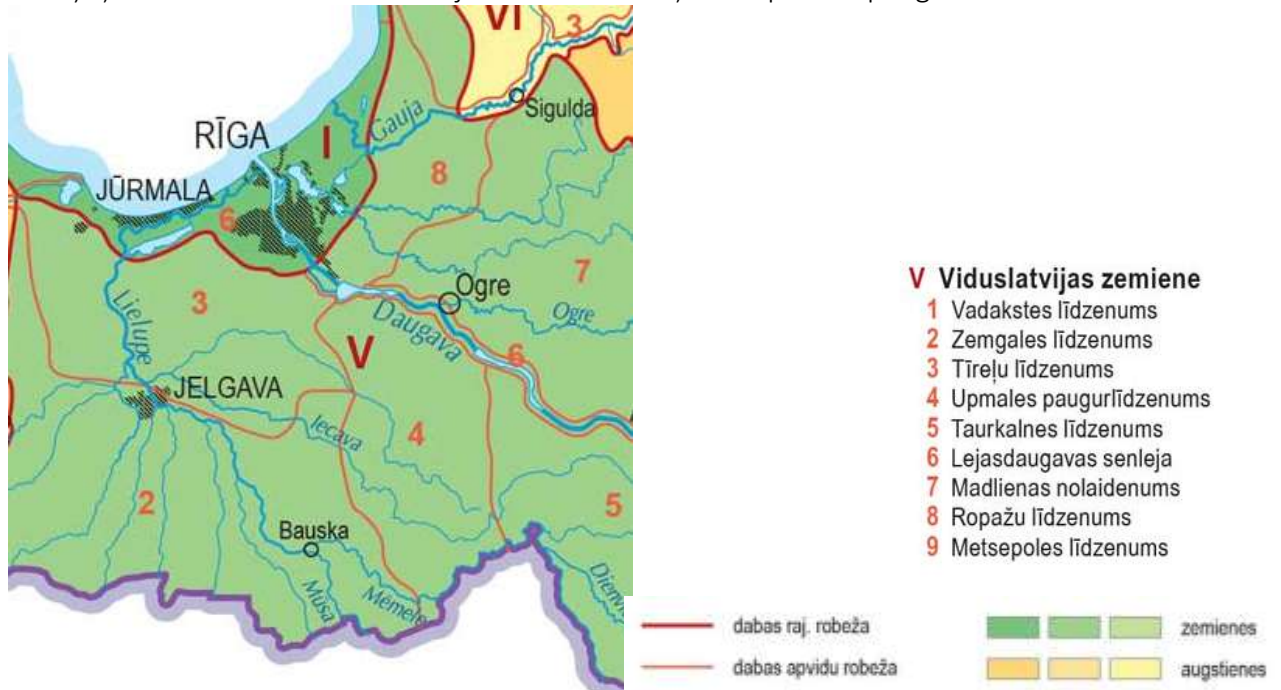 VI
3
Sigulda
Gauja
RĪGA
I
8
JŪRMALA
6
7
Ogre
Ogre
3
Lielupe
Daugava
V
6
JELGAVA
Iecava
4
5
2
Bauska
Mūsa
Mēmele
V Viduslatvijas zemiene
1 Vadakstes līdzenums
2 Zemgales līdzenums
3 Tīreļu līdzenums
4 Upmales paugurlīdzenums
5 Taurkalnes līdzenums
6 Lejasdaugavas senleja
7 Madlienas nolaidenums
8 Ropažu līdzenums
9 Metsepoles līdzenums
dabas raj. robeža
dabas apvidu robeža
zemienes
augstienes